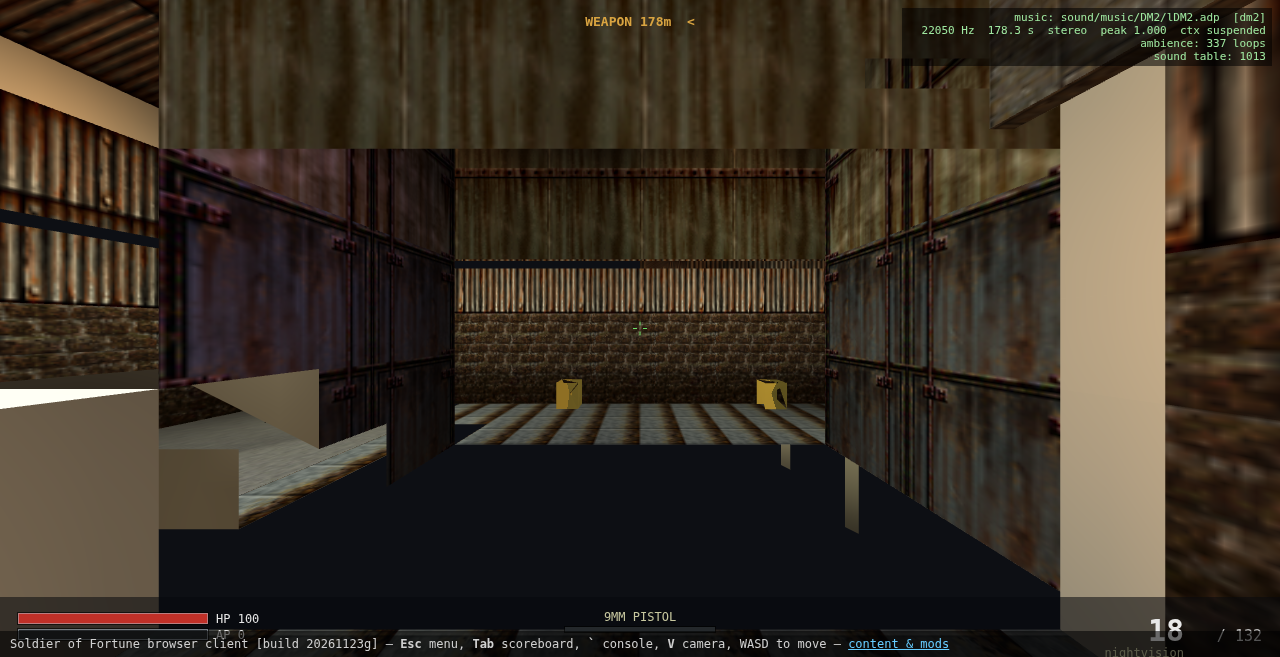 WEAPON 178m <
music: sound/music/DM2/lDM2.adp [dm2]
22050 Hz 178.3 s stereo peak 1.000 ctx suspended
ambience: 337 loops
sound table: 1013
HP 100
AP 0
9MM PISTOL
18 / 132
nightvision
Soldier of Fortune browser client [build 20261123g] — Esc menu, Tab scoreboard, ` console, V camera, WASD to move — content & mods